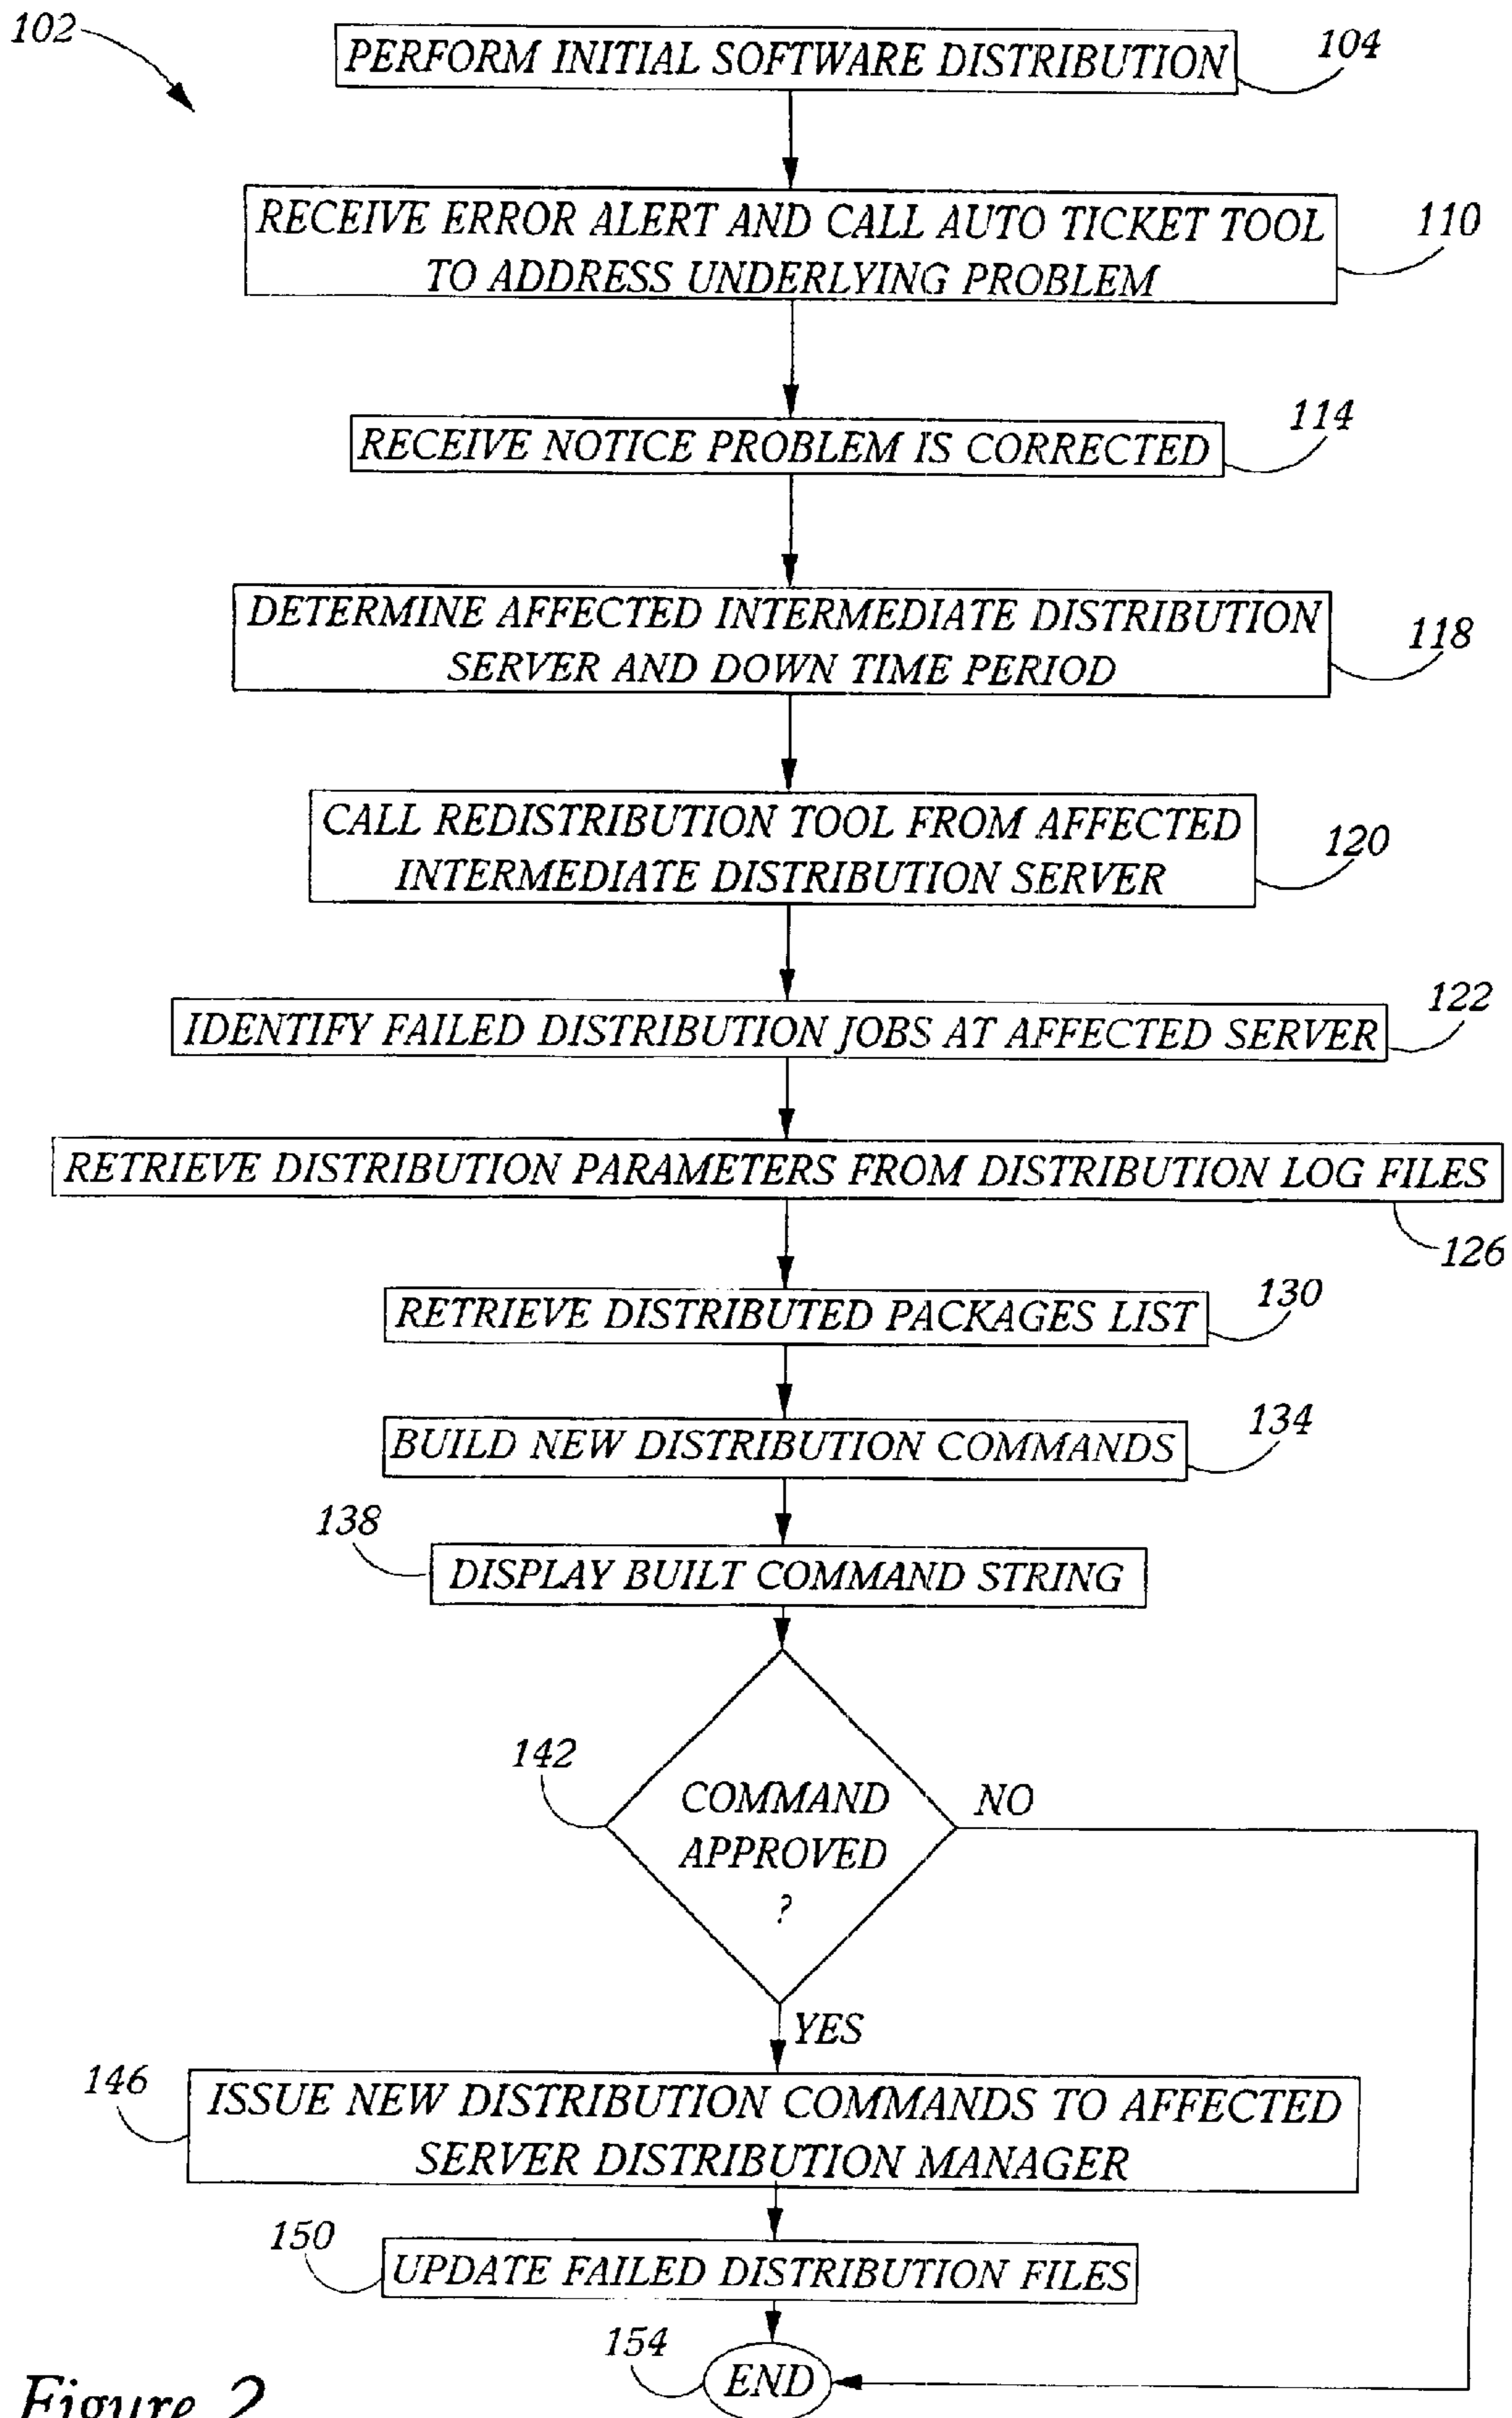 102
PERFORM INITIAL SOFTWARE DISTRIBUTION
104
RECEIVE ERROR ALERT AND CALL AUTO TICKET TOOL
TO ADDRESS UNDERLYING PROBLEM
110
RECEIVE NOTICE PROBLEM IS CORRECTED
114
DETERMINE AFFECTED INTERMEDIATE DISTRIBUTION
SERVER AND DOWN TIME PERIOD
118
CALL REDISTRIBUTION TOOL FROM AFFECTED
INTERMEDIATE DISTRIBUTION SERVER
120
IDENTIFY FAILED DISTRIBUTION JOBS AT AFFECTED SERVER
122
RETRIEVE DISTRIBUTION PARAMETERS FROM DISTRIBUTION LOG FILES
126
RETRIEVE DISTRIBUTED PACKAGES LIST
130
BUILD NEW DISTRIBUTION COMMANDS
134
138
DISPLAY BUILT COMMAND STRING
142
COMMAND
APPROVED
?
NO
YES
146
ISSUE NEW DISTRIBUTION COMMANDS TO AFFECTED
SERVER DISTRIBUTION MANAGER
150
UPDATE FAILED DISTRIBUTION FILES
154
END
Figure 2